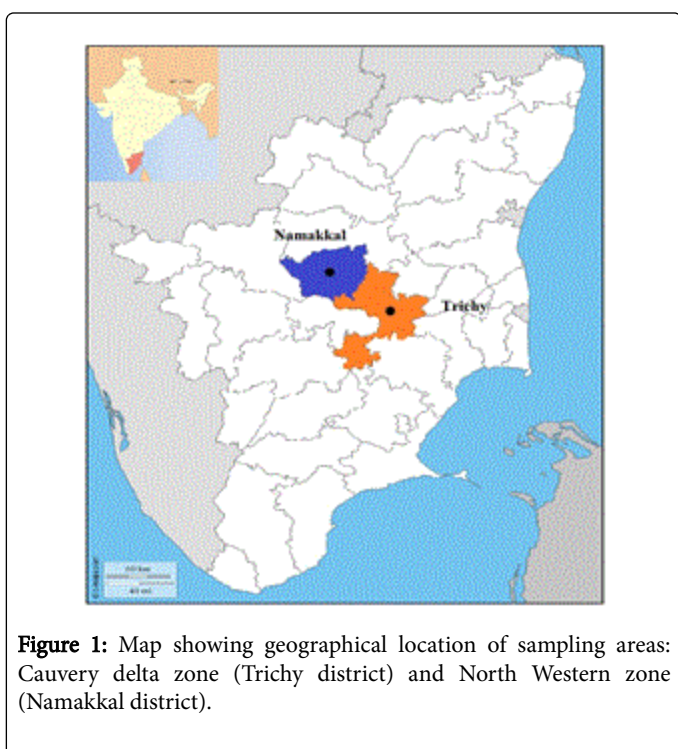 Namakkal
Trichy
Figure 1: Map showing geographical location of sampling areas:
Cauvery delta zone (Trichy district) and North Western zone
(Namakkal district).